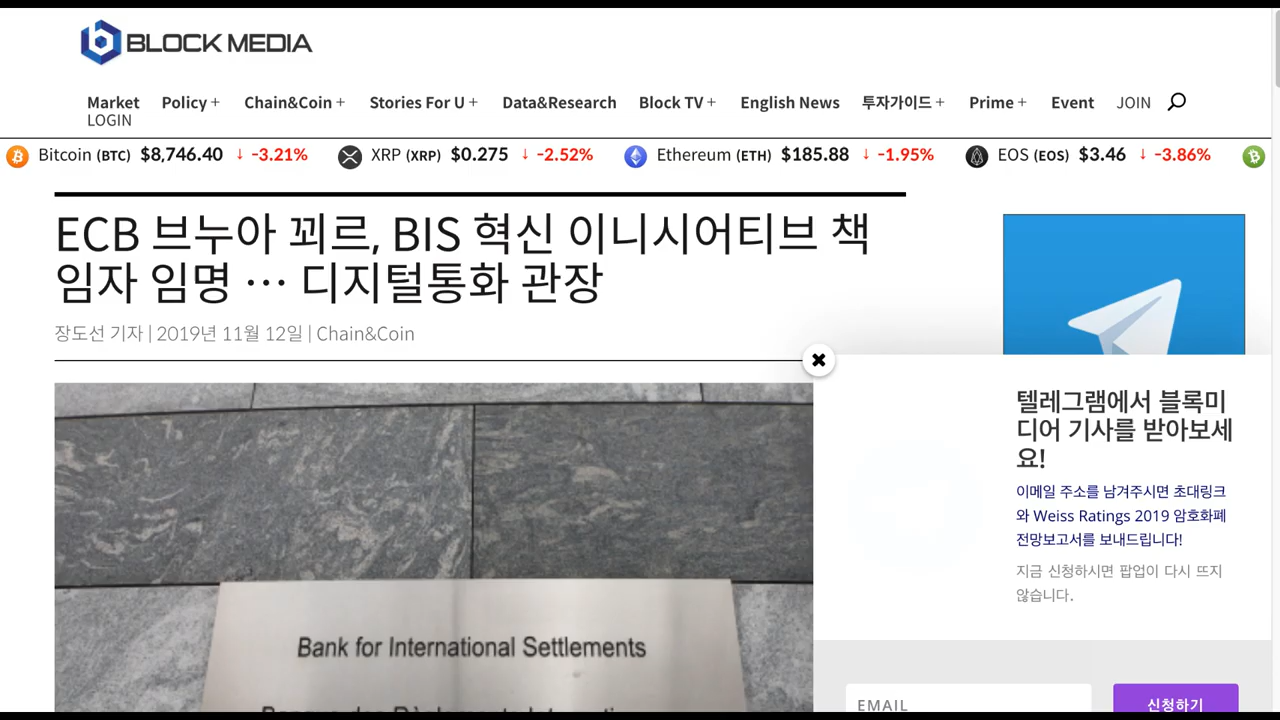 BLOCK MEDIA
Market Policy + Chain&Coin + Stories For U + Data&Research Block TV + English News 투자가이드 + Prime + Event JOIN
LOGIN
Bitcoin (BTC) $8,746.40 ↓ -3.21% XRP (XRP) $0.275 ↓ -2.52% Ethereum (ETH) $185.88 ↓ -1.95% EOS (EOS) $3.46 ↓ -3.86%
ECB 브누아 꾀르, BIS 혁신 이니시어티브 책
임자 임명 … 디지털통화 관장
장도선 기자 | 2019년 11월 12일 | Chain&Coin
Bank for International Settlements
텔레그램에서 블록미
디어 기사를 받아보세
요!
이메일 주소를 남겨주시면 초대링크
와 Weiss Ratings 2019 암호화폐
전망보고서를 보내드립니다!
지금 신청하시면 팝업이 다시 뜨지
않습니다.
EMAIL
신청하기